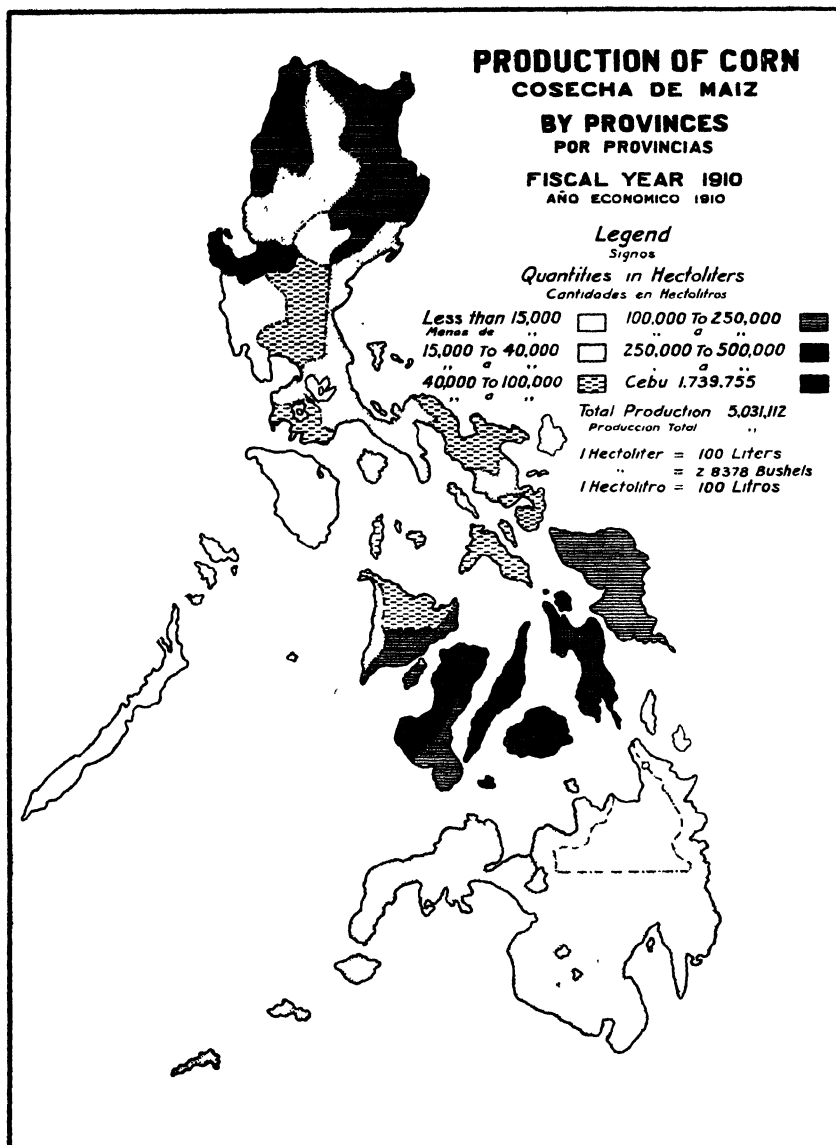 PRODUCTION OF CORN
COSECHA DE MAIZ
BY PROVINCES
POR PROVINCIAS
FISCAL YEAR 1910
AÑO ECONOMICO 1910
Legend
Signos
Quantities in Hectoliters
Cantidades en Hectolitros
Less than 15,000
Menos de ,,
15,000 To 40,000
,, a ,,
40,000 To 100,000
,, a ,,
100,000 To 250,000
,, a ,,
250,000 To 500,000
,, a ,,
Cebu 1.739.755
Total Production 5,031,112
Produccion Total ,,
1 Hectoliter = 100 Liters
,, = 2 8378 Bushels
1 Hectolitro = 100 Litros